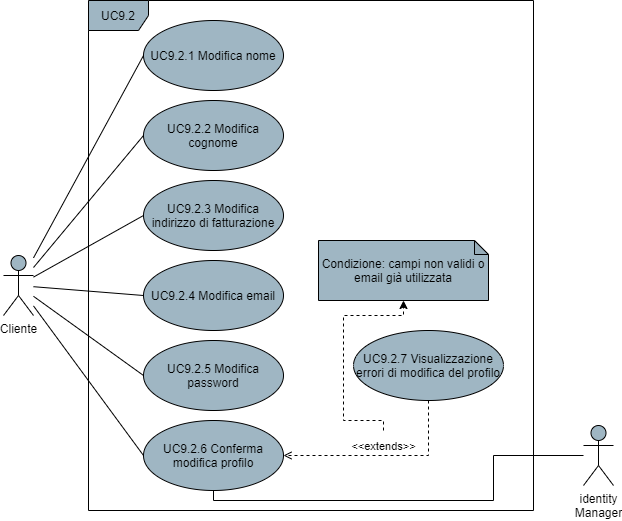 UC9.2
UC9.2.1 Modifica nome
UC9.2.2 Modifica
cognome
UC9.2.3 Modifica
indirizzo di fatturazione
Condizione: campi non validi o
email già utilizzata
UC9.2.4 Modifica email
Cliente
UC9.2.5 Modifica
password
UC9.2.7 Visualizzazione
errori di modifica del profilo
UC9.2.6 Conferma
modifica profilo
<<extends>>
identity
Manager